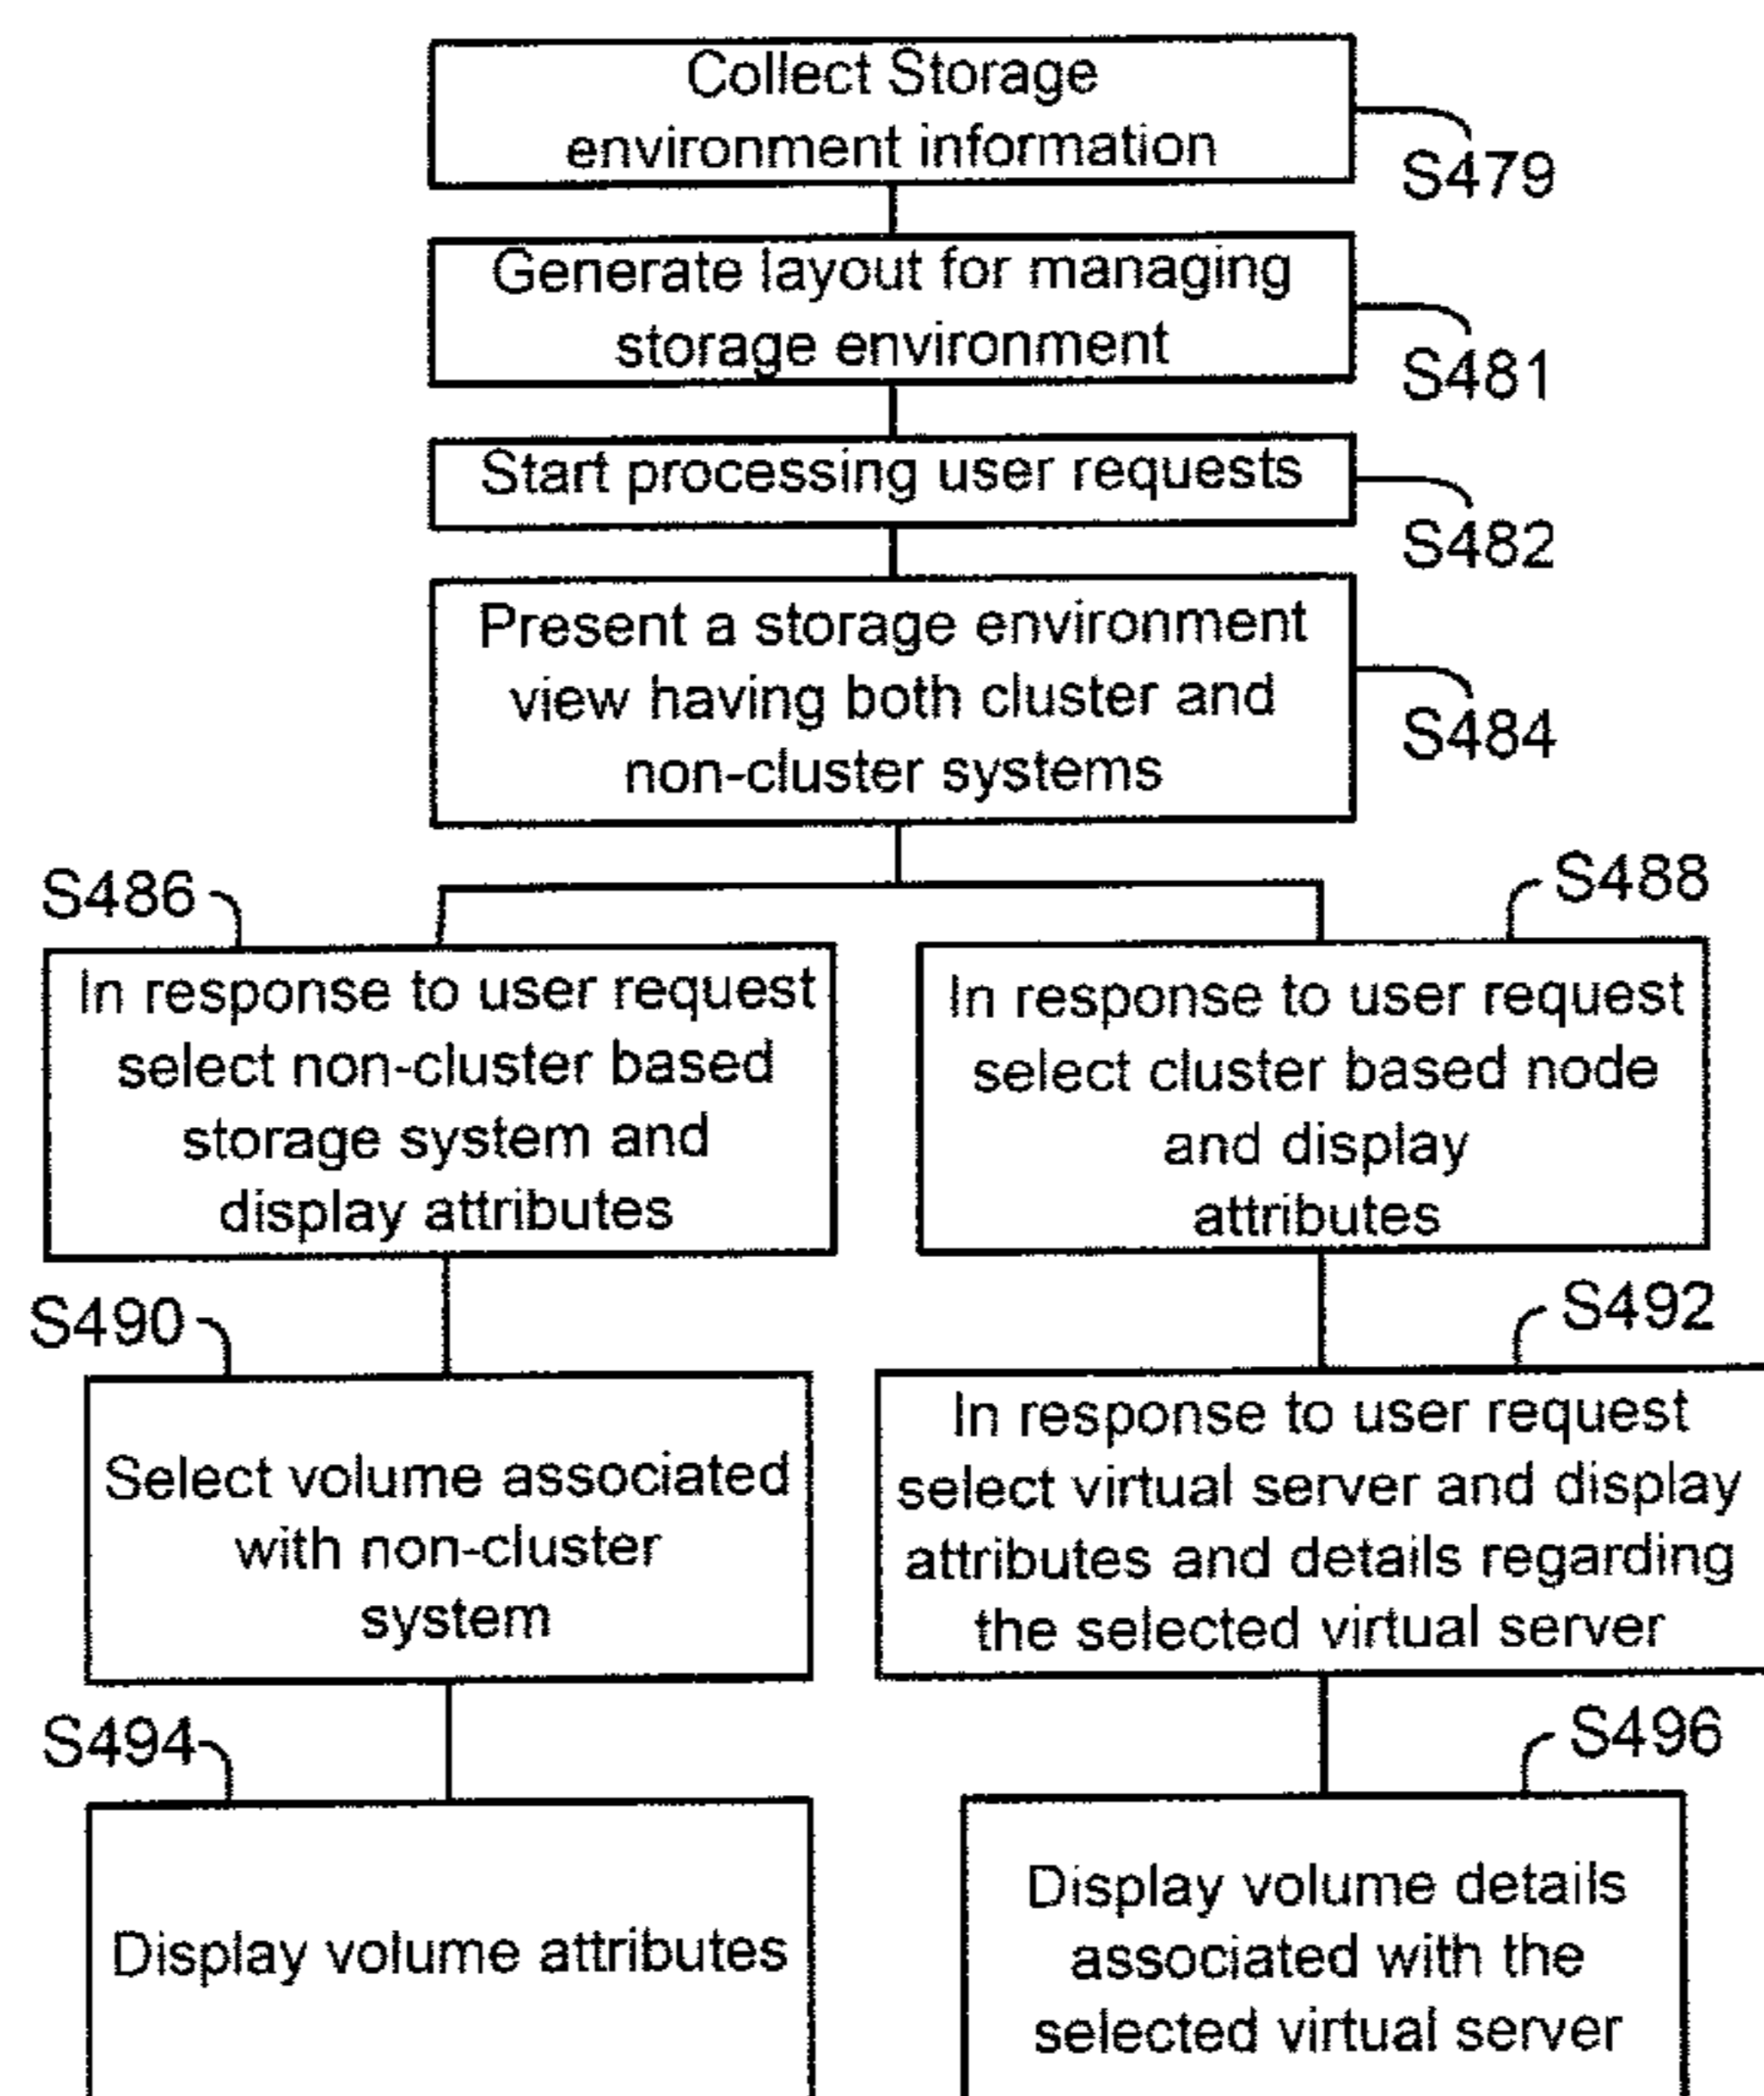 Collect Storage
environment information
S479
Generate layout for managing
storage environment
S481
Start processing user requests
S482
Present a storage environment
view having both cluster and
non-cluster systems
S484
S486
In response to user request
select non-cluster based
storage system and
display attributes
S488
In response to user request
select cluster based node
and display
attributes
S490
Select volume associated
with non-cluster
system
S492
In response to user request
select virtual server and display
attributes and details regarding
the selected virtual server
S494
Display volume attributes
S496
Display volume details
associated with the
selected virtual server